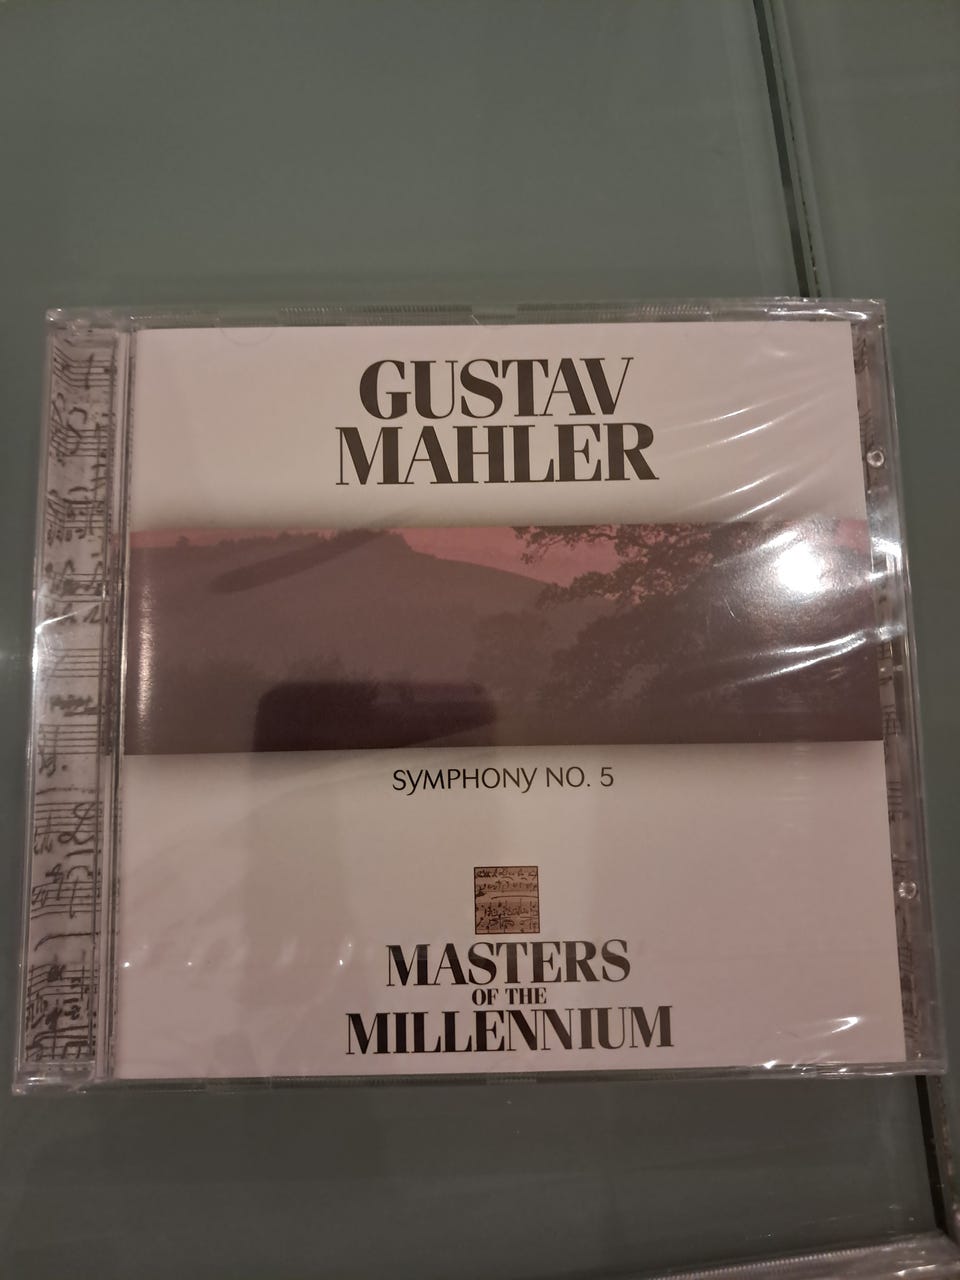 GUSTAV
MAHLER
SYMPHONY NO. 5
MASTERS
OF THE
MILLENNIUM